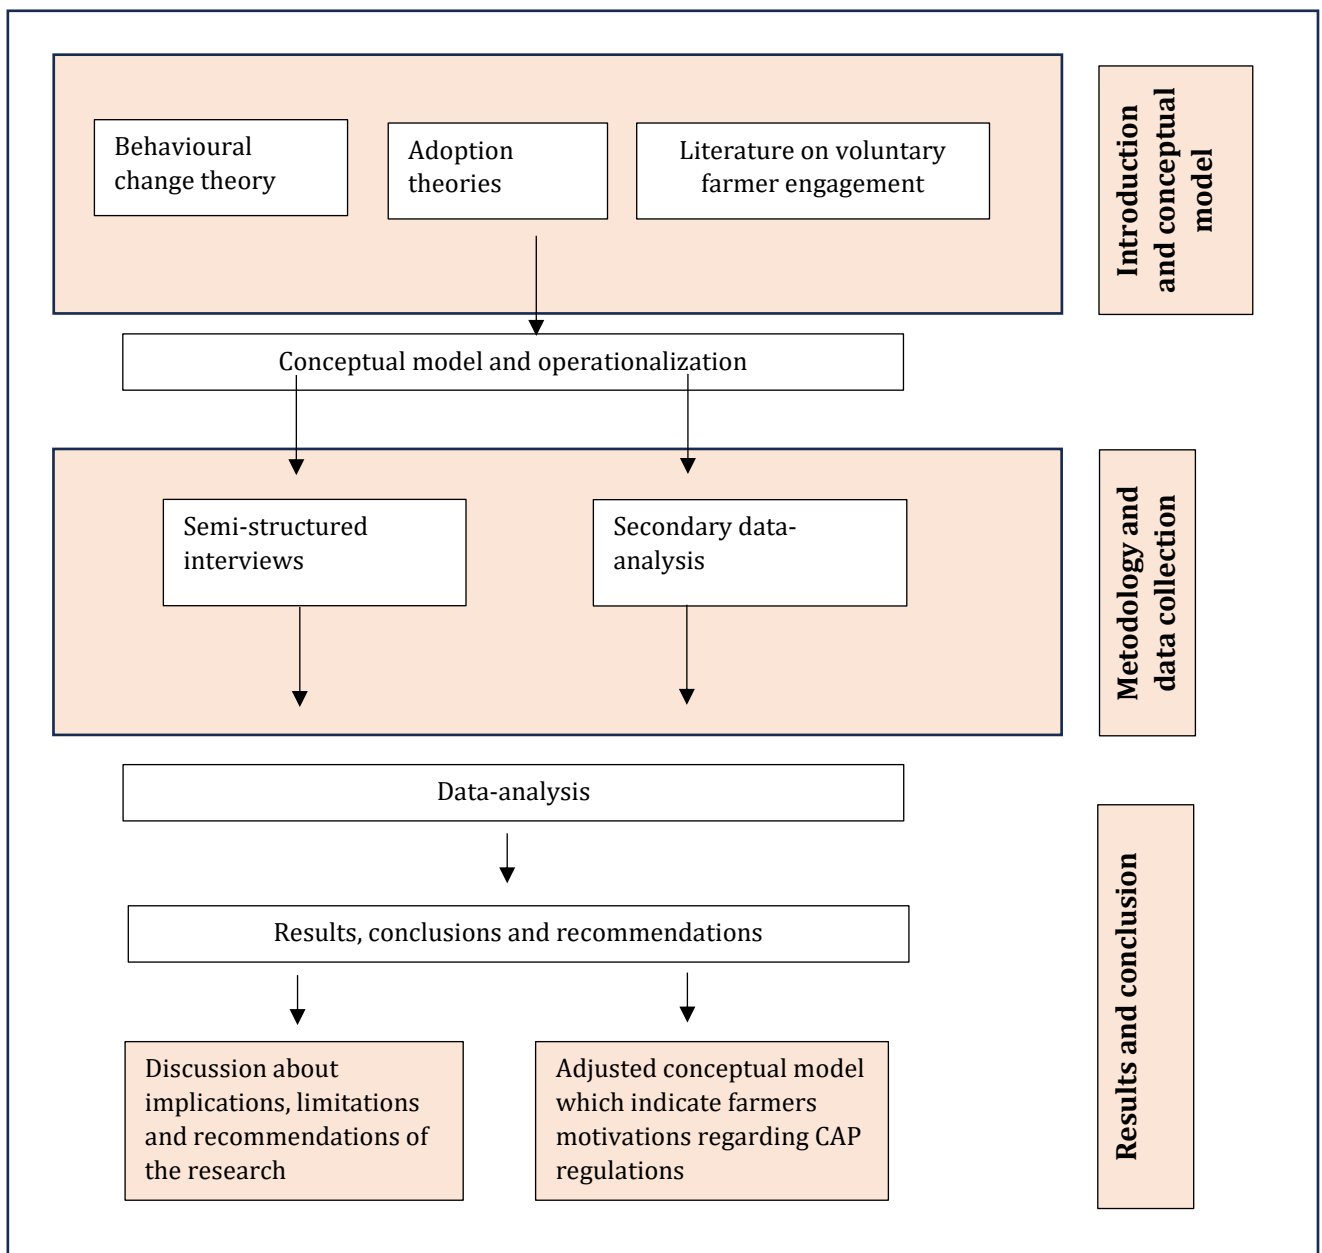 Behavioural
change theory
Adoption
theories
Literature on voluntary
farmer engagement
Introduction
and conceptual
model
Conceptual model and operationalization
Semi-structured
interviews
Secondary data-
analysis
Metodology and
data collection
Data-analysis
Results, conclusions and recommendations
Discussion about
implications, limitations
and recommendations of
the research
Adjusted conceptual model
which indicate farmers
motivations regarding CAP
regulations
Results and conclusion